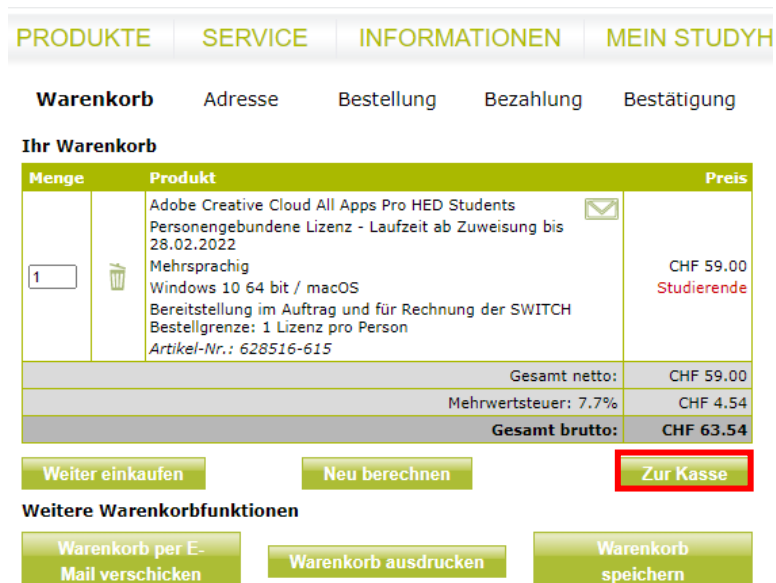 PRODUKTE SERVICE INFORMATIONEN MEIN STUDYH
Warenkorb Adresse Bestellung Bezahlung Bestätigung
Ihr Warenkorb
Menge Produkt Preis
Adobe Creative Cloud All Apps Pro HED Students
Personengebundene Lizenz - Laufzeit ab Zuweisung bis
28.02.2022
Mehrsprachig
Windows 10 64 bit / macOS
Bereitstellung im Auftrag und für Rechnung der SWITCH
Bestellgrenze: 1 Lizenz pro Person
Artikel-Nr.: 628516-615
1
CHF 59.00
Studierende
Gesamt netto: CHF 59.00
Mehrwertsteuer: 7.7% CHF 4.54
Gesamt brutto: CHF 63.54
Weiter einkaufen Neu berechnen Zur Kasse
Weitere Warenkorbfunktionen
Warenkorb per E-
Mail verschicken
Warenkorb ausdrucken
Warenkorb
speichern